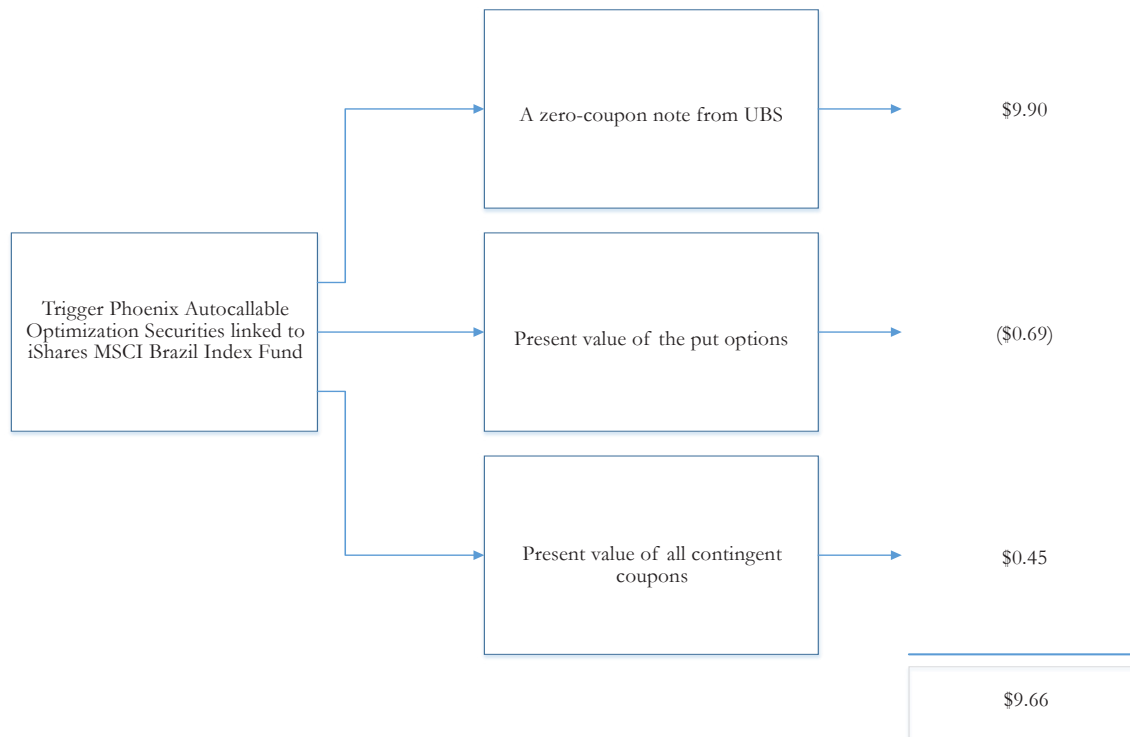 A zero-coupon note from UBS
$9.90
Trigger Phoenix Autocallable
Optimization Securities linked to
iShares MSCI Brazil Index Fund
Present value of the put options
($0.69)
Present value of all contingent
coupons
$0.45
$9.66